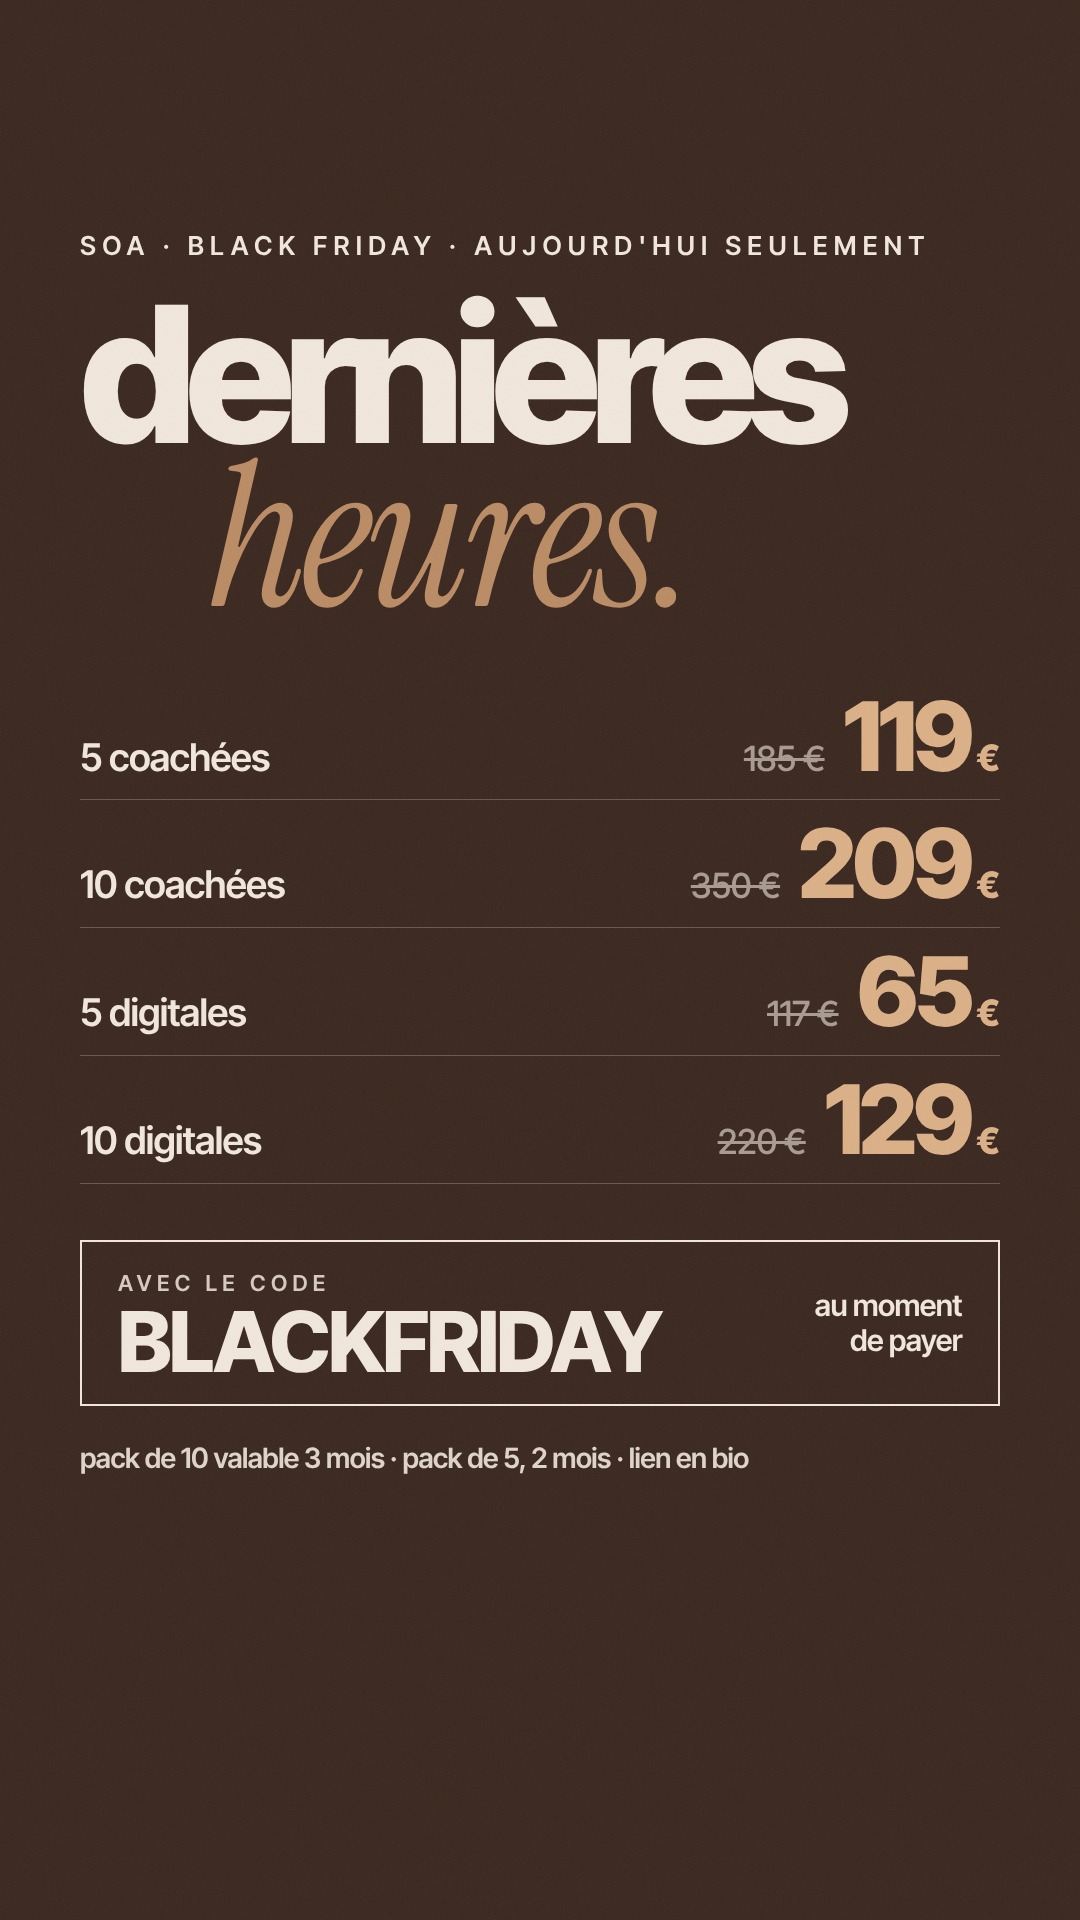 SOA · BLACK FRIDAY · AUJOURD'HUI SEULEMENT
dernières
heures.
5 coachées 185 € 119 €
10 coachées 350 € 209 €
5 digitales 117 € 65 €
10 digitales 220 € 129 €
AVEC LE CODE
BLACKFRIDAY
au moment
de payer
pack de 10 valable 3 mois · pack de 5, 2 mois · lien en bio